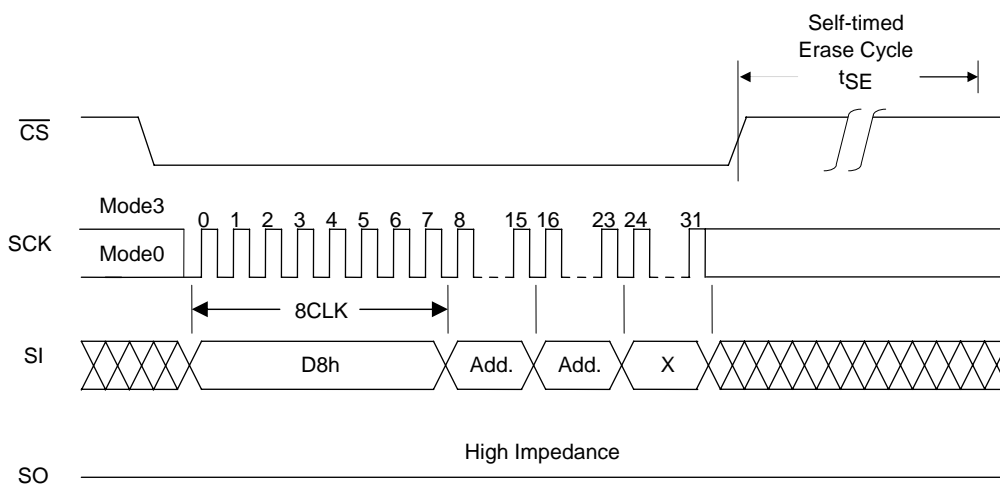 Self-timed
Erase Cycle
tSE
CS
Mode3
0 1 2 3 4 5 6 7 8 15 16 23 24 31
SCK
Mode0
8CLK
SI
D8h Add. Add. X
High Impedance
SO